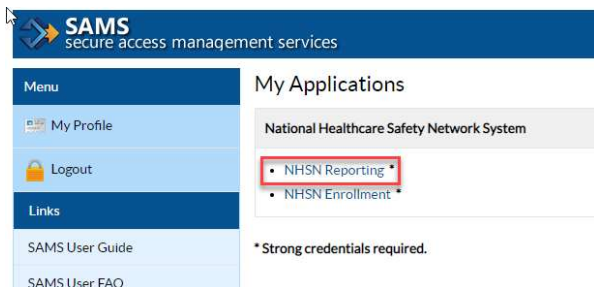 SAMS
secure access management services
Menu
My Profile
Logout
Links
SAMS User Guide
SAMS User FAQ
My Applications
National Healthcare Safety Network System
• NHSN Reporting *
• NHSN Enrollment *
* Strong credentials required.